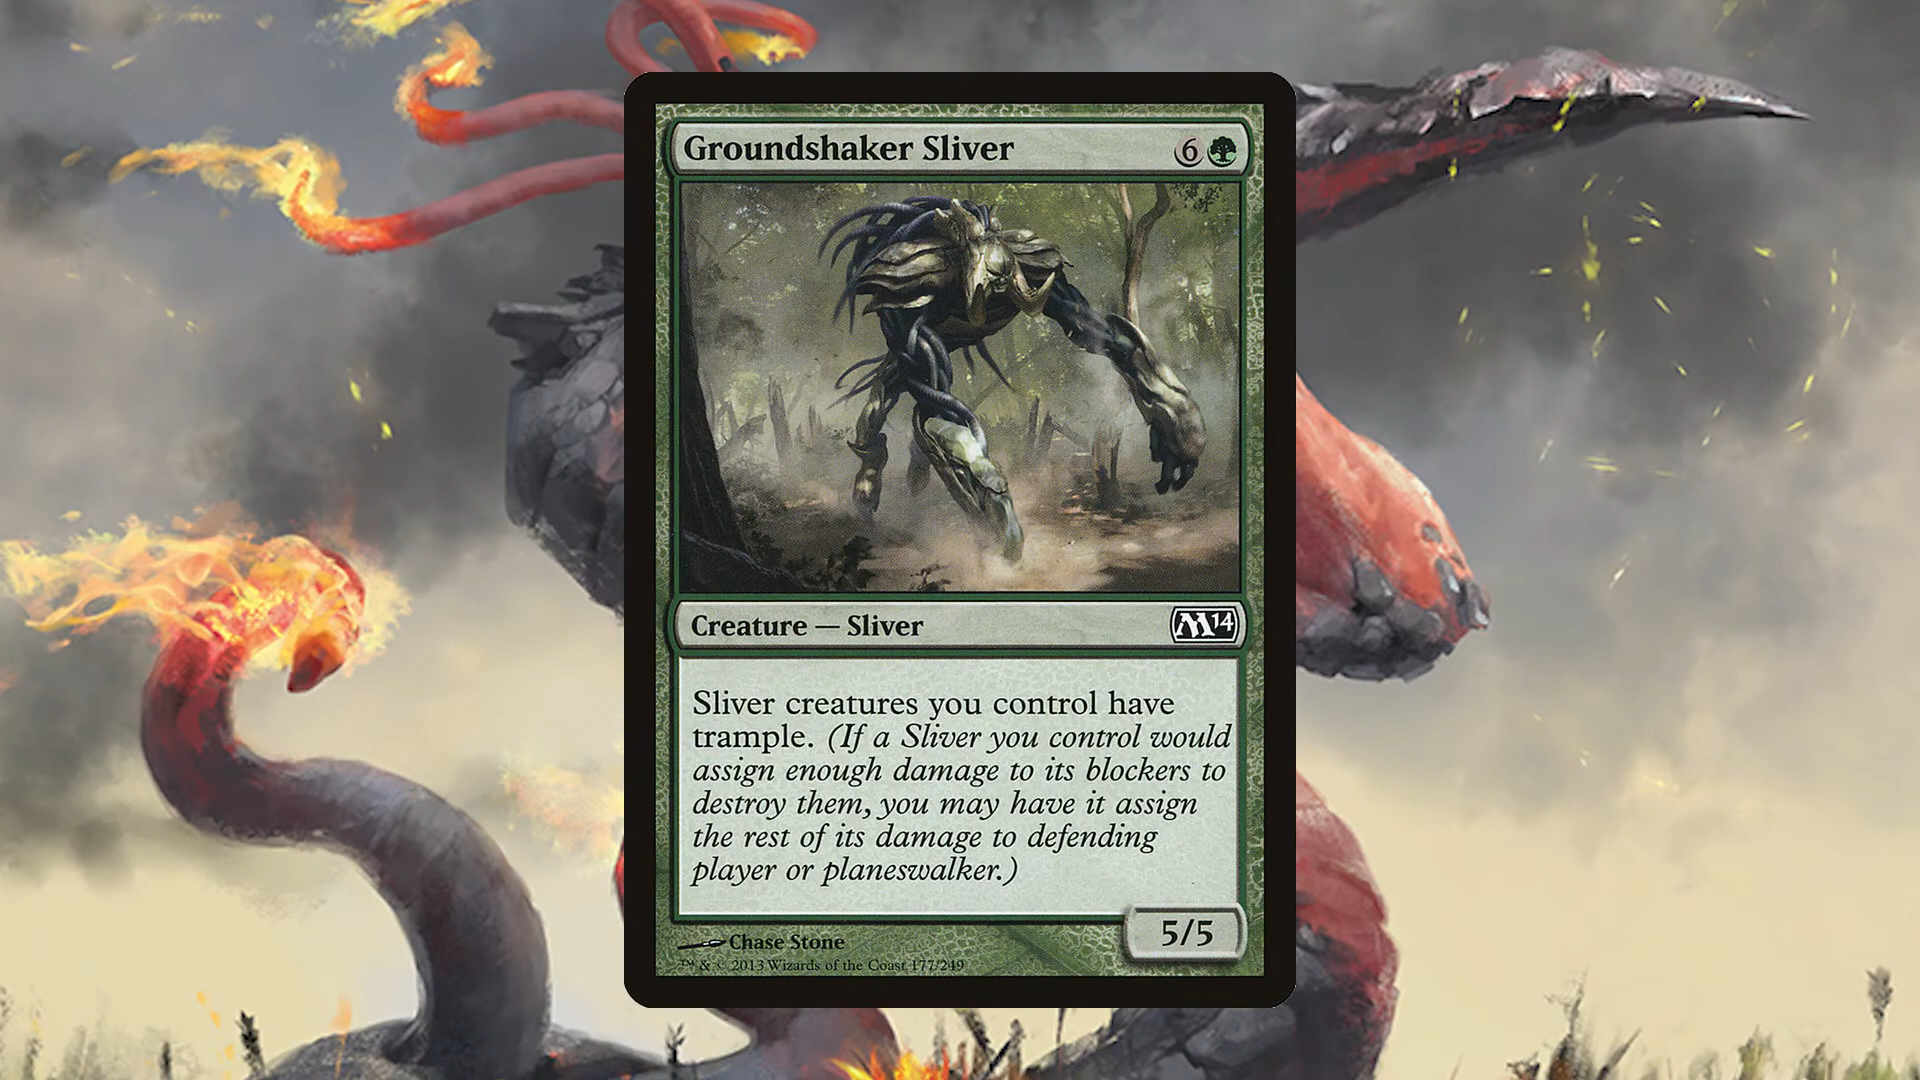 Groundshaker Sliver 6
Creature — Sliver M14
Sliver creatures you control have
trample. (If a Sliver you control would
assign enough damage to its blockers to
destroy them, you may have it assign
the rest of its damage to defending
player or planeswalker.)
5/5
Chase Stone
™ & © 2013 Wizards of the Coast 177/249